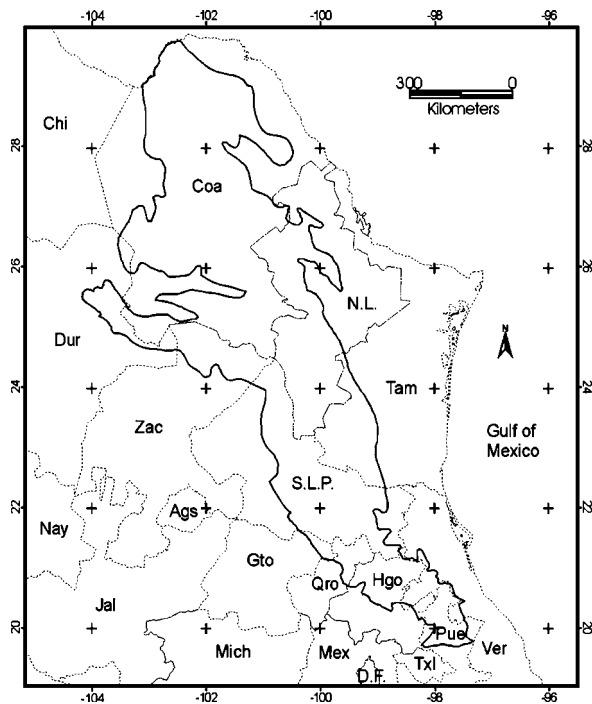 -104 -102 -100 -98 -96
300 0
Kilometers
Chi
28 28
Coa
26 26
N.L.
N
Dur
24 Tam 24
Zac
Gulf of
Mexico
S.L.P.
22 Ags 22
Nay
Gto
Qro Hgo
Jal
20 Pue 20
Mich Mex Ver
Txl
D.F.
-104 -102 -100 -98 -96